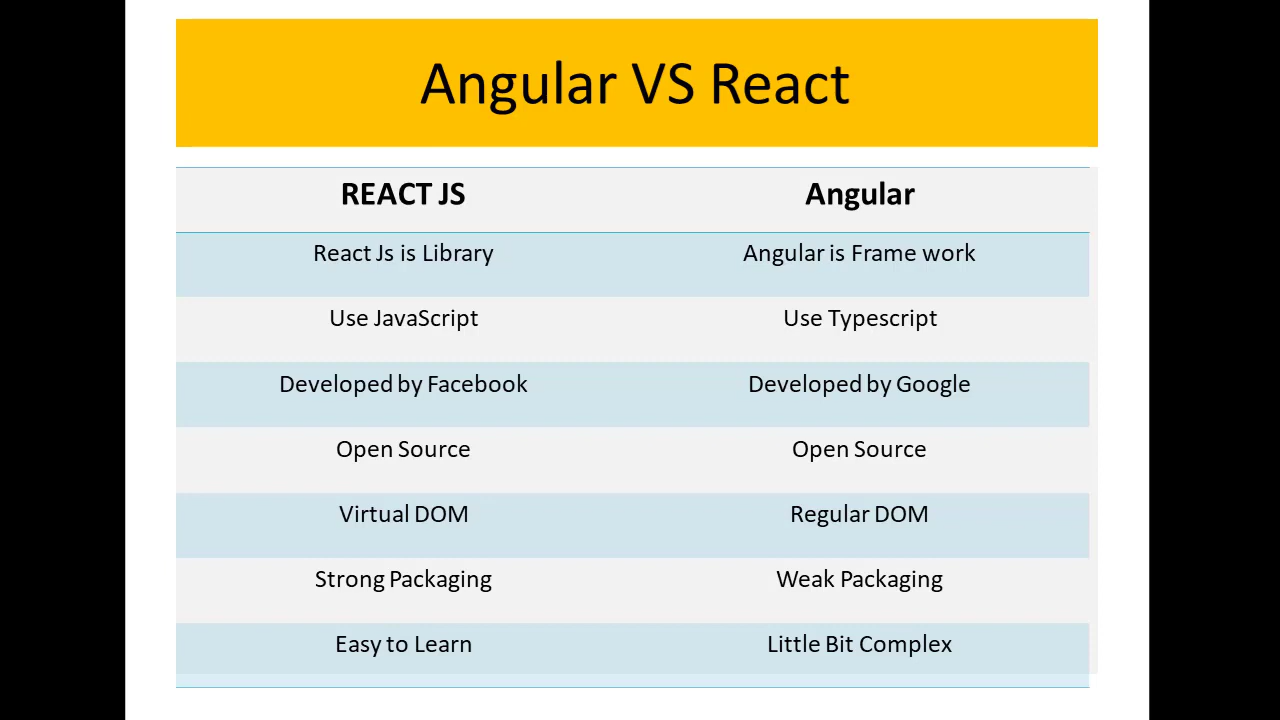 Angular VS React
REACT JS Angular
React Js is Library Angular is Frame work
Use JavaScript Use Typescript
Developed by Facebook Developed by Google
Open Source Open Source
Virtual DOM Regular DOM
Strong Packaging Weak Packaging
Easy to Learn Little Bit Complex